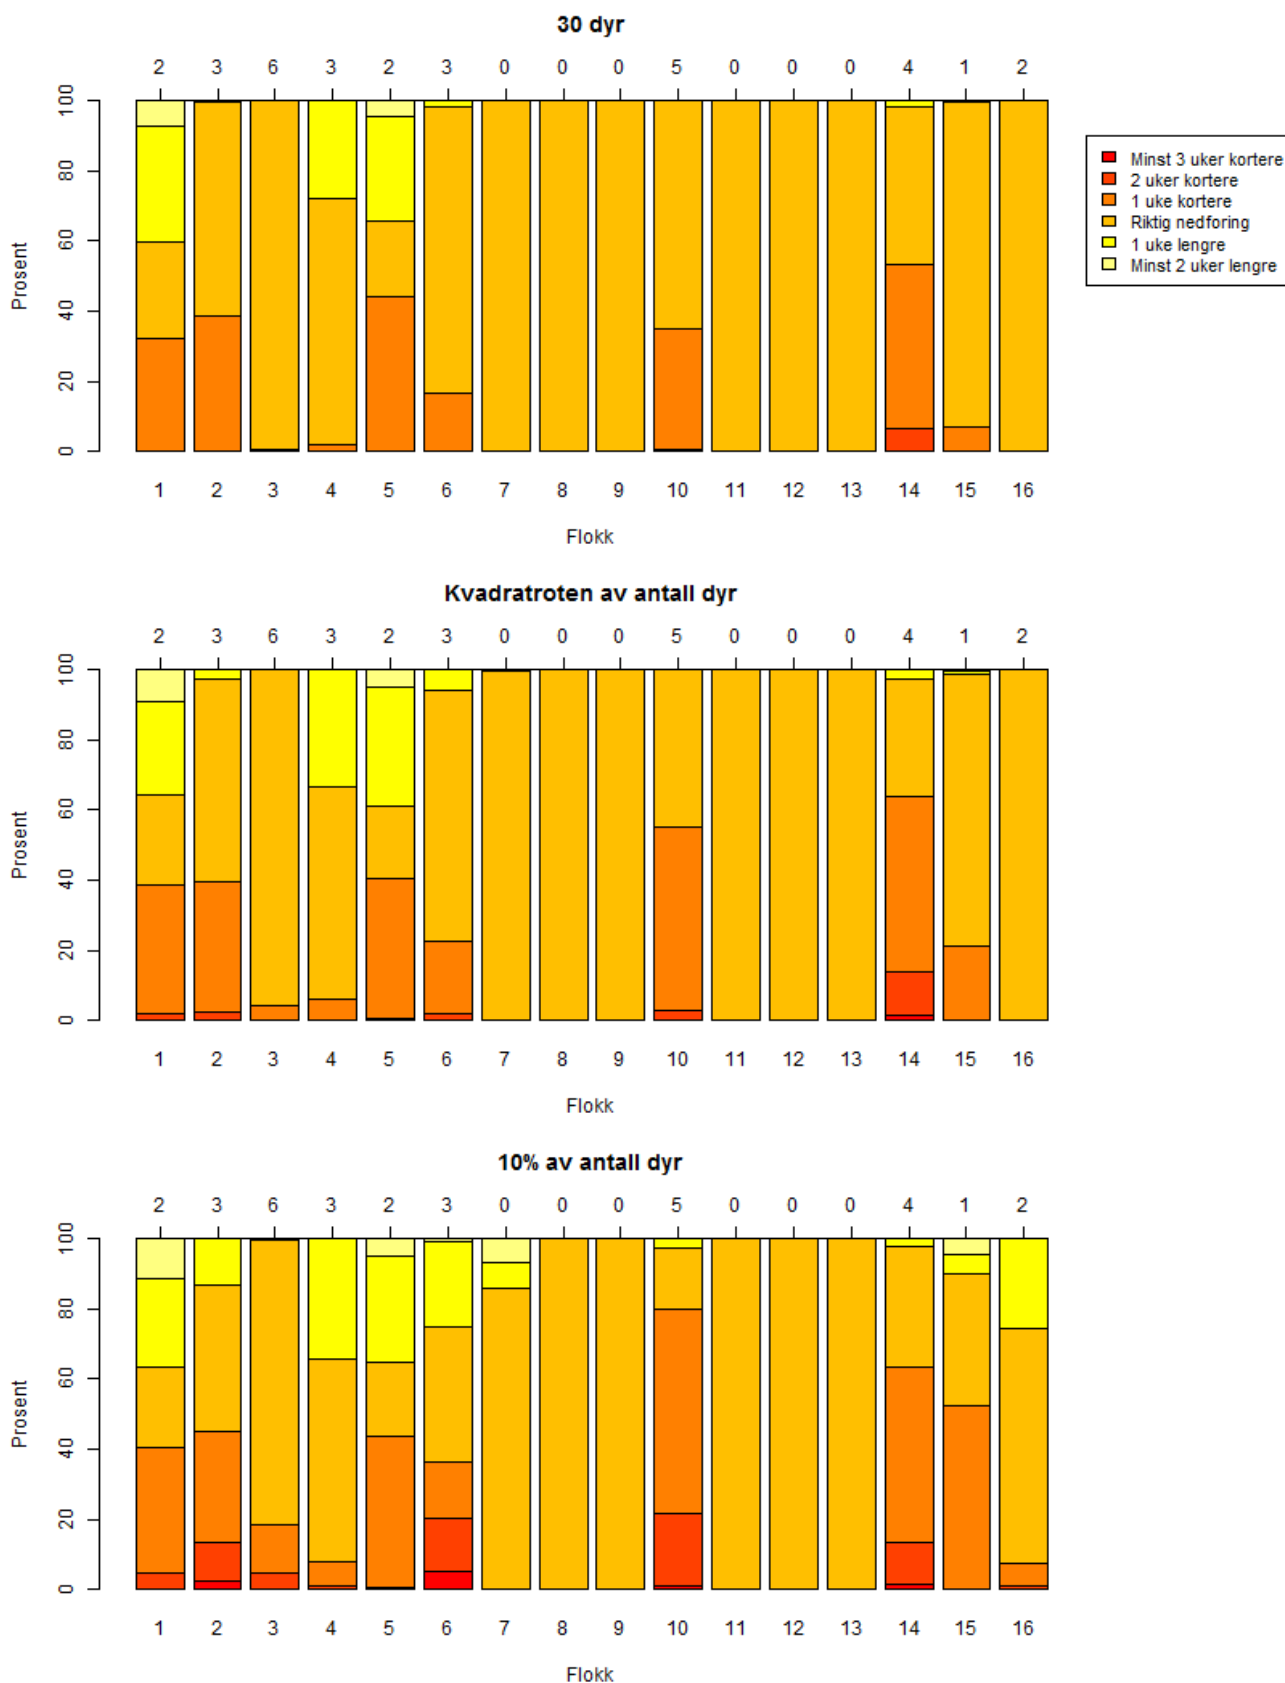 30 dyr
2 3 6 3 2 3 0 0 0 5 0 0 0 4 1 2
Prosent
100
80
60
40
20
0
1 2 3 4 5 6 7 8 9 10 11 12 13 14 15 16
Flokk
Minst 3 uker kortere
2 uker kortere
1 uke kortere
Riktig nedforing
1 uke lengre
Minst 2 uker lengre
Kvadratroten av antall dyr
2 3 6 3 2 3 0 0 0 5 0 0 0 4 1 2
Prosent
100
80
60
40
20
0
1 2 3 4 5 6 7 8 9 10 11 12 13 14 15 16
Flokk
10% av antall dyr
2 3 6 3 2 3 0 0 0 5 0 0 0 4 1 2
Prosent
100
80
60
40
20
0
1 2 3 4 5 6 7 8 9 10 11 12 13 14 15 16
Flokk